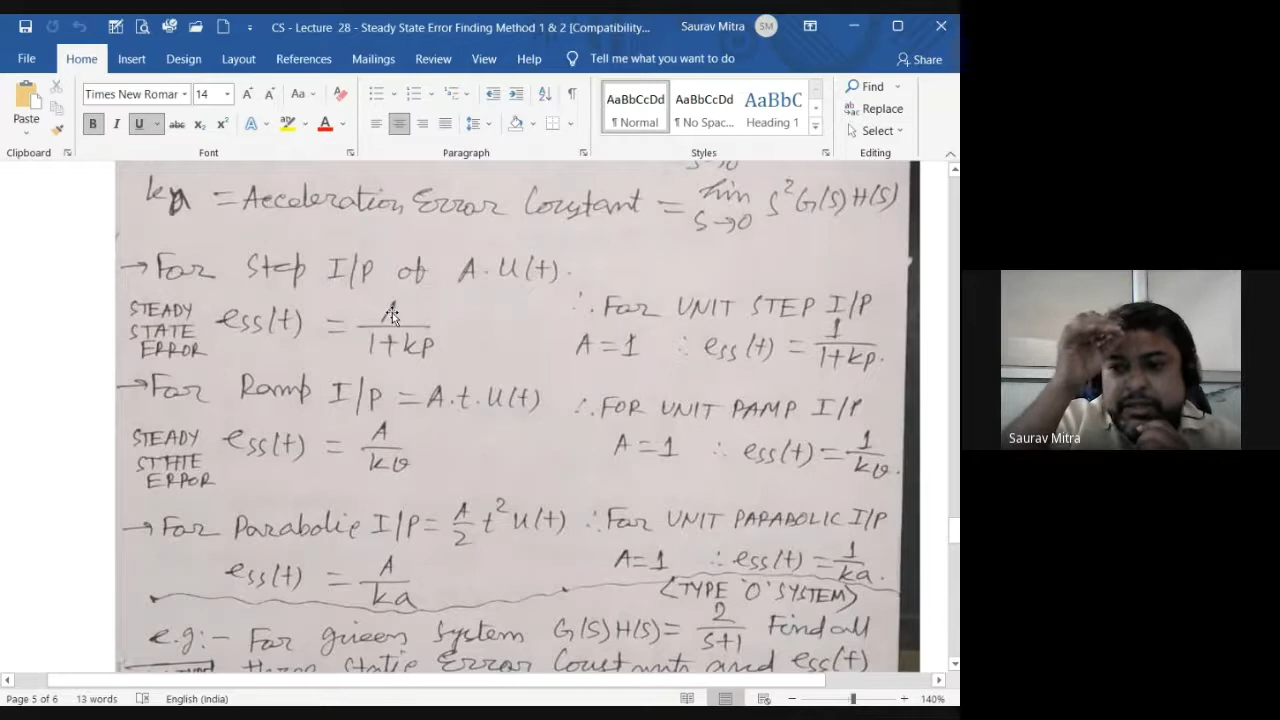 CS - Lecture 28 - Steady State Error Finding Method 1 & 2 [Compatibility...
Saurav Mitra SM
File Home Insert Design Layout References Mailings Review View Help Tell me what you want to do Share
Paste
Times New Romar 14
AaBbCcDd AaBbCcDd AaBbC
¶ Normal ¶ No Spac... Heading 1
Find
Replace
Select
Clipboard Font Paragraph Styles Editing
ka = Acceleration Error Constant = lim S→0 S²G(S)H(S)
→ For Step I/P of A.U(t).
STEADY STATE ERROR ess(t) = A/(1+kp)
∴ For UNIT STEP I/P
A=1 ∴ ess(t) = 1/(1+kp).
→ For Ramp I/P = A.t.U(t)
∴ FOR UNIT RAMP I/P
STEADY STATE ERROR ess(t) = A/kv
A=1 ∴ ess(t) = 1/kv.
→ For Parabolic I/P = A/2 t² U(t)
∴ For UNIT PARABOLIC I/P
ess(t) = A/ka
A=1 ∴ ess(t) = 1/ka.
<TYPE 'O' SYSTEM>
e.g:- For given System G(S)H(S) = 2/(S+1) Find all
these Static Error Constants and ess(t)
Saurav Mitra
Page 5 of 6 13 words English (India) 140%